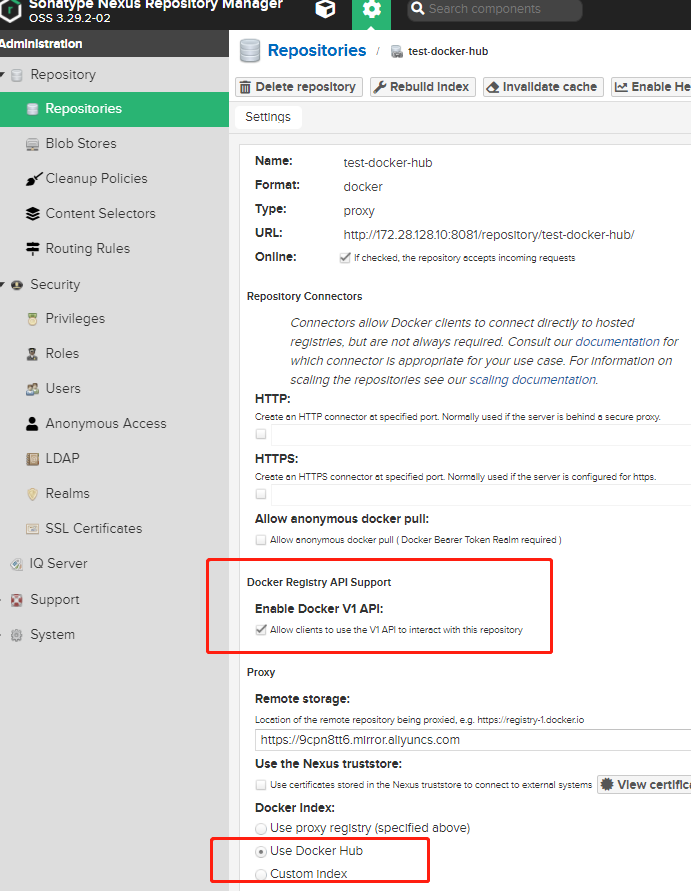 Sonatype Nexus Repository Manager
OSS 3.29.2-02
Search components
Administration
Repository
Repositories
Blob Stores
Cleanup Policies
Content Selectors
Routing Rules
Security
Privileges
Roles
Users
Anonymous Access
LDAP
Realms
SSL Certificates
IQ Server
Support
System
Repositories / test-docker-hub
Delete repository
Rebuild Index
Invalidate cache
Enable He
Settings
Name: test-docker-hub
Format: docker
Type: proxy
URL: http://172.28.128.10:8081/repository/test-docker-hub/
Online: If checked, the repository accepts incoming requests
Repository Connectors
Connectors allow Docker clients to connect directly to hosted
registries, but are not always required. Consult our documentation for
which connector is appropriate for your use case. For information on
scaling the repositories see our scaling documentation.
HTTP:
Create an HTTP connector at specified port. Normally used if the server is behind a secure proxy.
HTTPS:
Create an HTTPS connector at specified port. Normally used if the server is configured for https.
Allow anonymous docker pull:
Allow anonymous docker pull ( Docker Bearer Token Realm required )
Docker Registry API Support
Enable Docker V1 API:
Allow clients to use the V1 API to interact with this repository
Proxy
Remote storage:
Location of the remote repository being proxied, e.g. https://registry-1.docker.io
https://9cpn8tt6.mirror.aliyuncs.com
Use the Nexus truststore:
Use certificates stored in the Nexus truststore to connect to external systems
View certific
Docker Index:
Use proxy registry (specified above)
Use Docker Hub
Custom Index